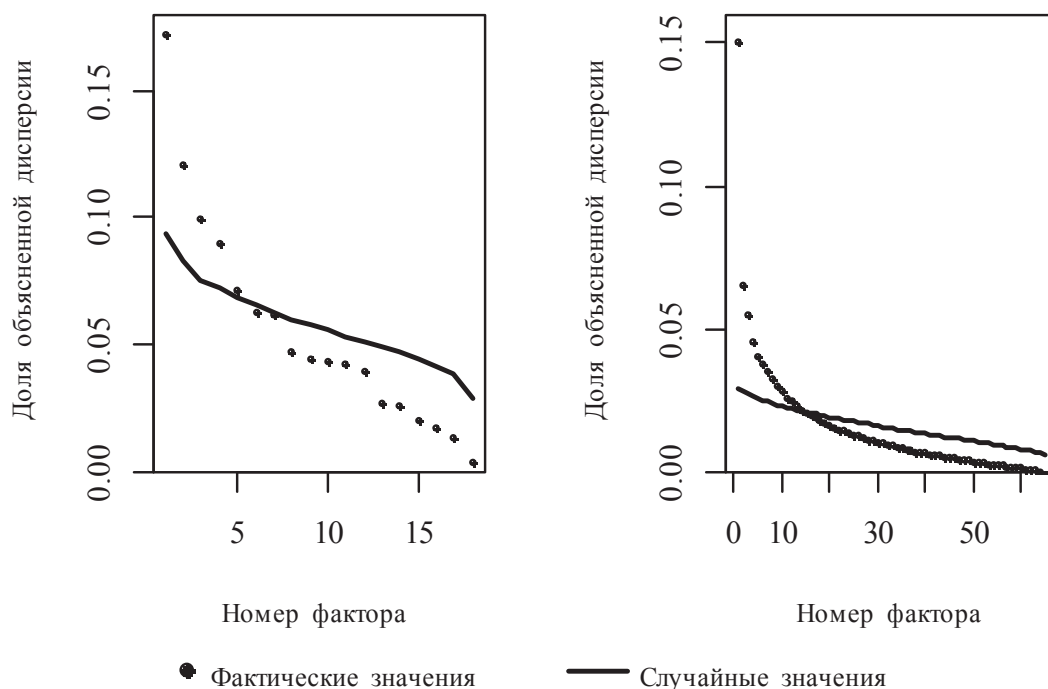 Доля объясненной дисперсии
0.15
0.10
0.05
0.00
5 10 15
Номер фактора
Доля объясненной дисперсии
0.15
0.10
0.05
0.00
0 10 30 50
Номер фактора
Фактические значения
Случайные значения